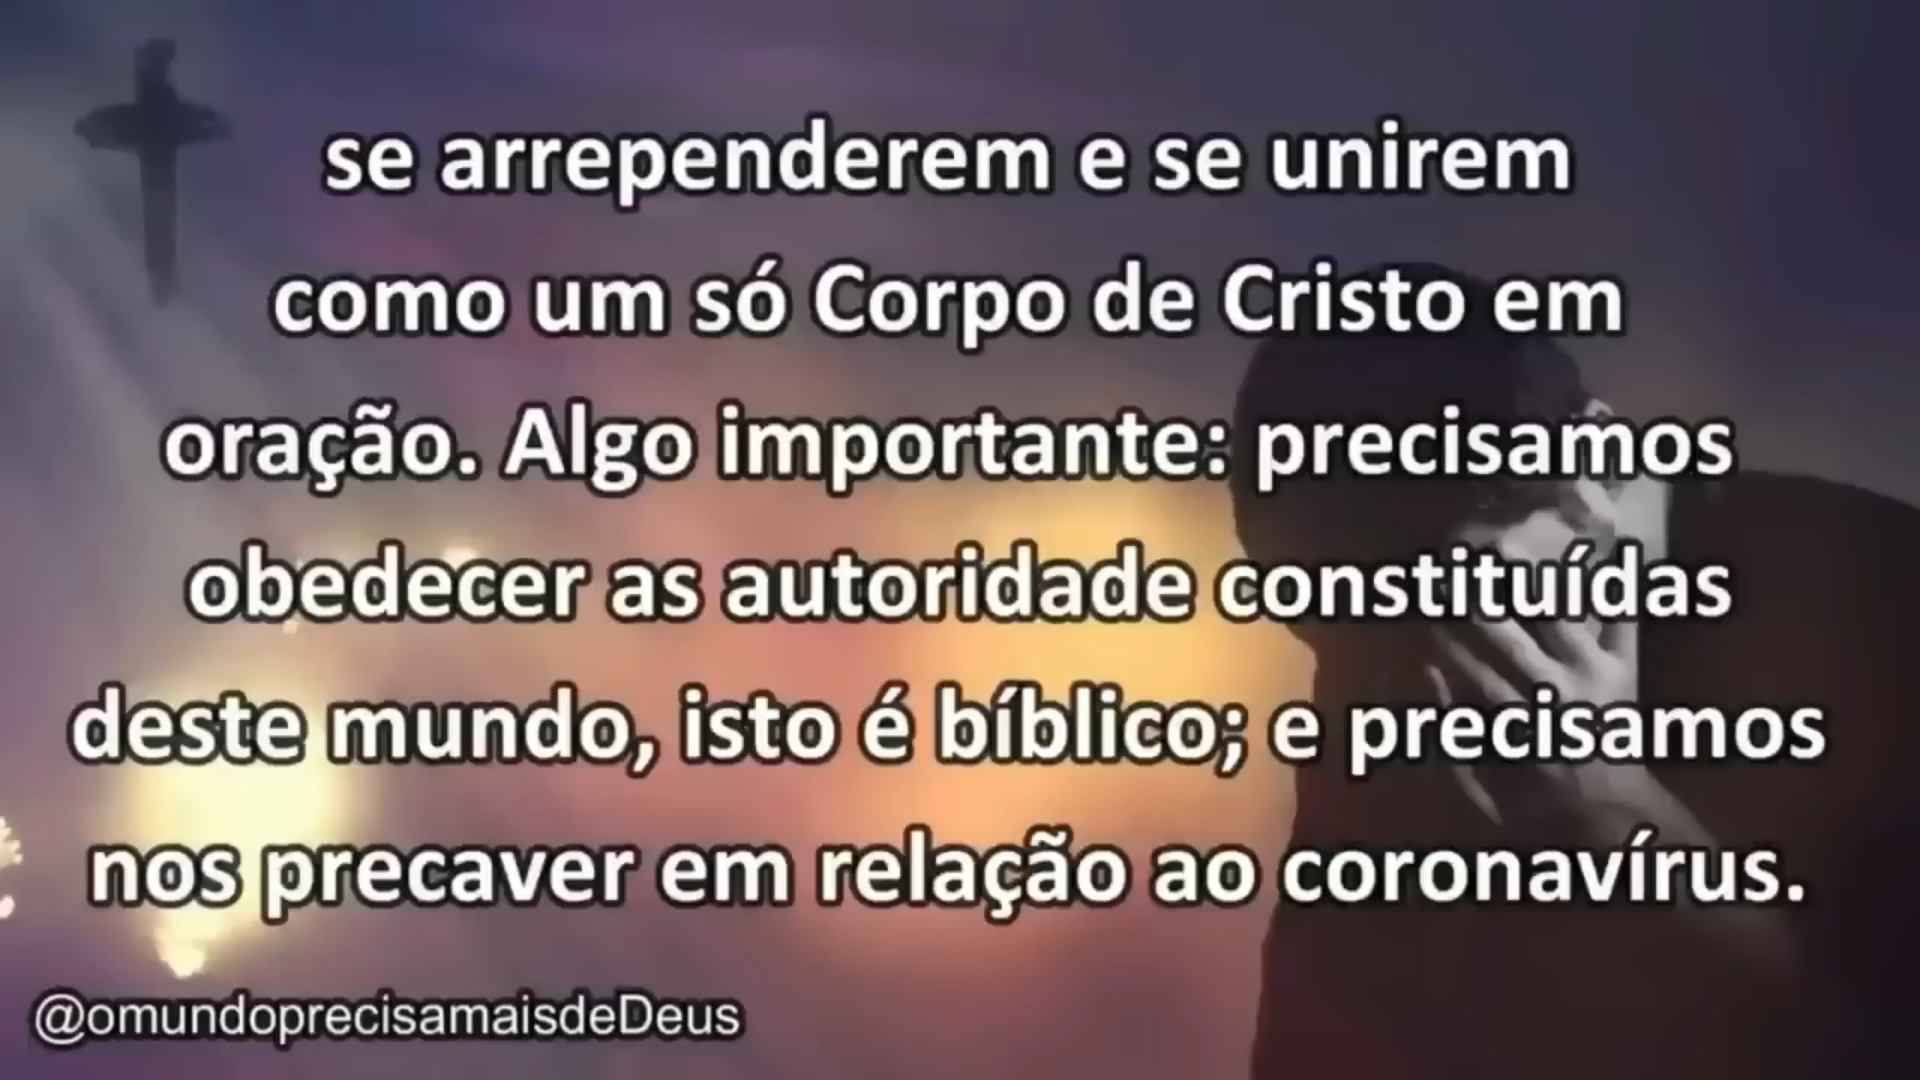 se arrependerem e se unirem
como um só Corpo de Cristo em
oração. Algo importante: precisamos
obedecer as autoridade constituídas
deste mundo, isto é bíblico; e precisamos
nos precaver em relação ao coronavírus.
@omundoprecisamaisdeDeus